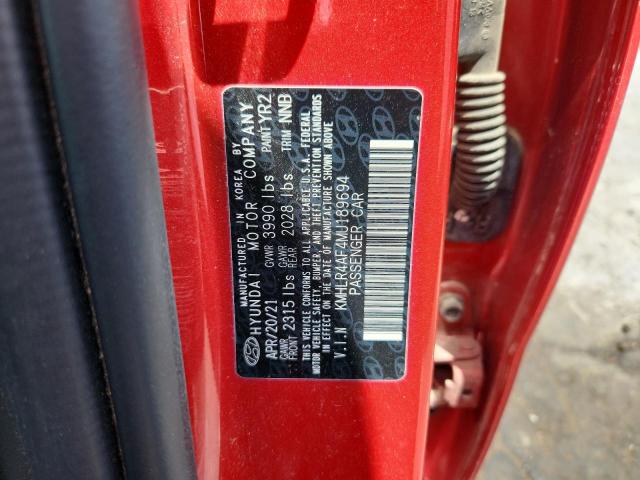 MANUFACTURED IN KOREA BY
HYUNDAI MOTOR COMPANY
APR/20/21 GVWR 3990 lbs PAINT YR2
GAWR FRONT 2315 lbs GAWR REAR 2028 lbs TRIM NNB
THIS VEHICLE CONFORMS TO ALL APPLICABLE U.S.A. FEDERAL
MOTOR VEHICLE SAFETY, BUMPER, AND THEFT PREVENTION STANDARDS
IN EFFECT ON THE DATE OF MANUFACTURE SHOWN ABOVE
V.I.N KMHLR4AF4MU189694
PASSENGER CAR